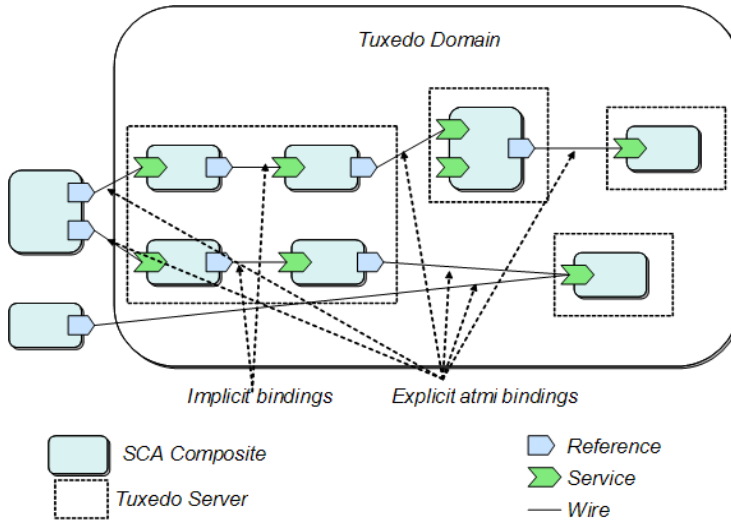 Tuxedo Domain
Implicit bindings
Explicit atmi bindings
SCA Composite
Tuxedo Server
Reference
Service
Wire